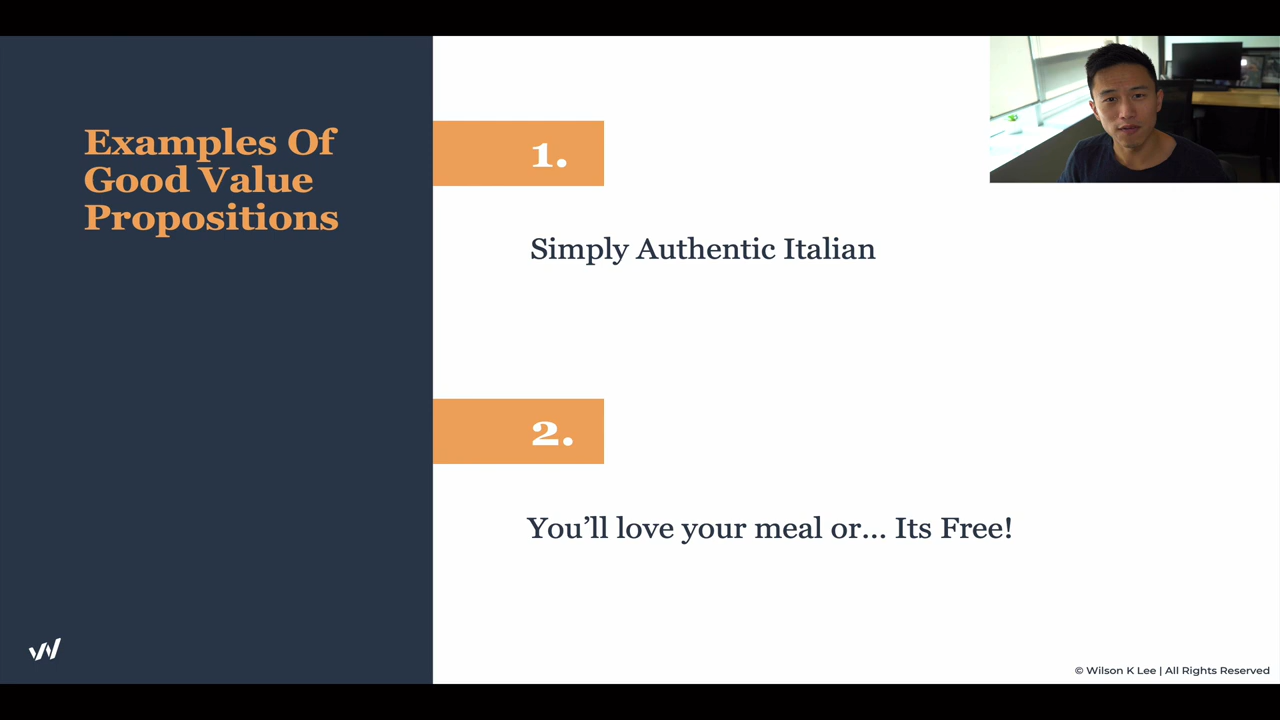 Examples Of
Good Value
Propositions
1.
Simply Authentic Italian
2.
You’ll love your meal or... Its Free!
© Wilson K Lee | All Rights Reserved